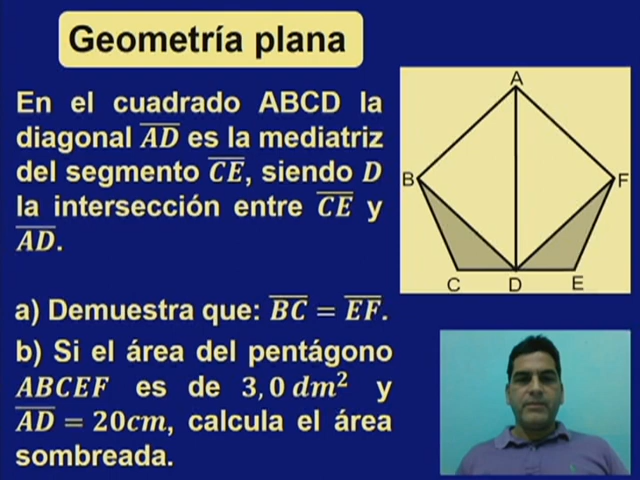 Geometría plana
En el cuadrado ABCD la
diagonal AD es la mediatriz
del segmento CE, siendo D
la intersección entre CE y
AD.
a) Demuestra que: BC = EF.
b) Si el área del pentágono
ABCEF es de 3,0 dm² y
AD = 20cm, calcula el área
sombreada.
A
B
F
C
D
E